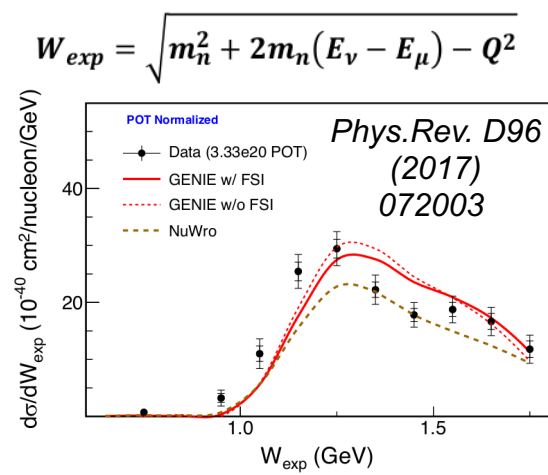 W_exp = √(m_n^2 + 2m_n(E_ν − E_μ) − Q^2)
POT Normalized
Phys.Rev. D96
(2017)
072003
Data (3.33e20 POT)
GENIE w/ FSI
GENIE w/o FSI
NuWro
dσ/dW_exp (10^-40 cm^2/nucleon/GeV)
40
20
1.0
1.5
W_exp (GeV)